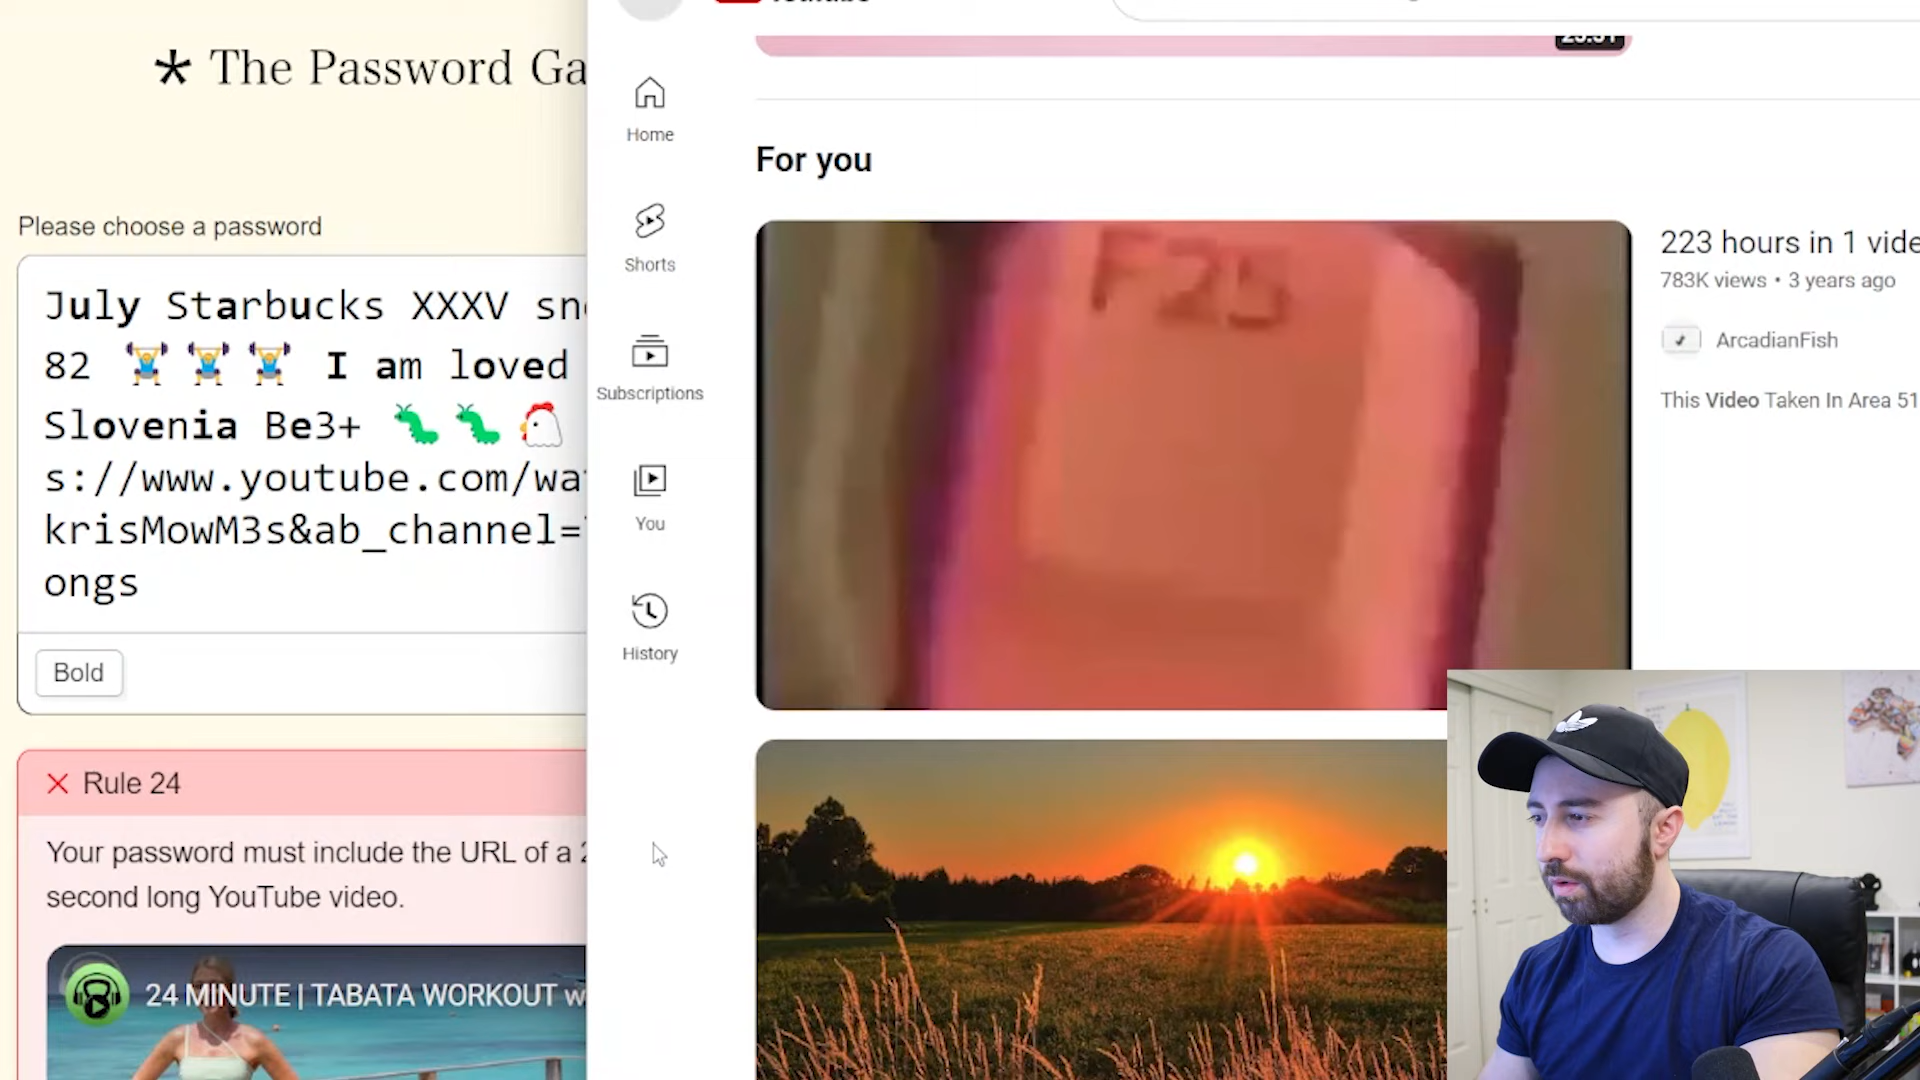 * The Password Ga
Please choose a password
July Starbucks XXXV sn
82 I am loved
Slovenia Be3+
s://www.youtube.com/wa
krisMowM3s&ab_channel=
ongs
Bold
Rule 24
Your password must include the URL of a 2
second long YouTube video.
24 MINUTE | TABATA WORKOUT w
Home
Shorts
Subscriptions
You
History
For you
F25
223 hours in 1 vide
783K views • 3 years ago
ArcadianFish
This Video Taken In Area 51